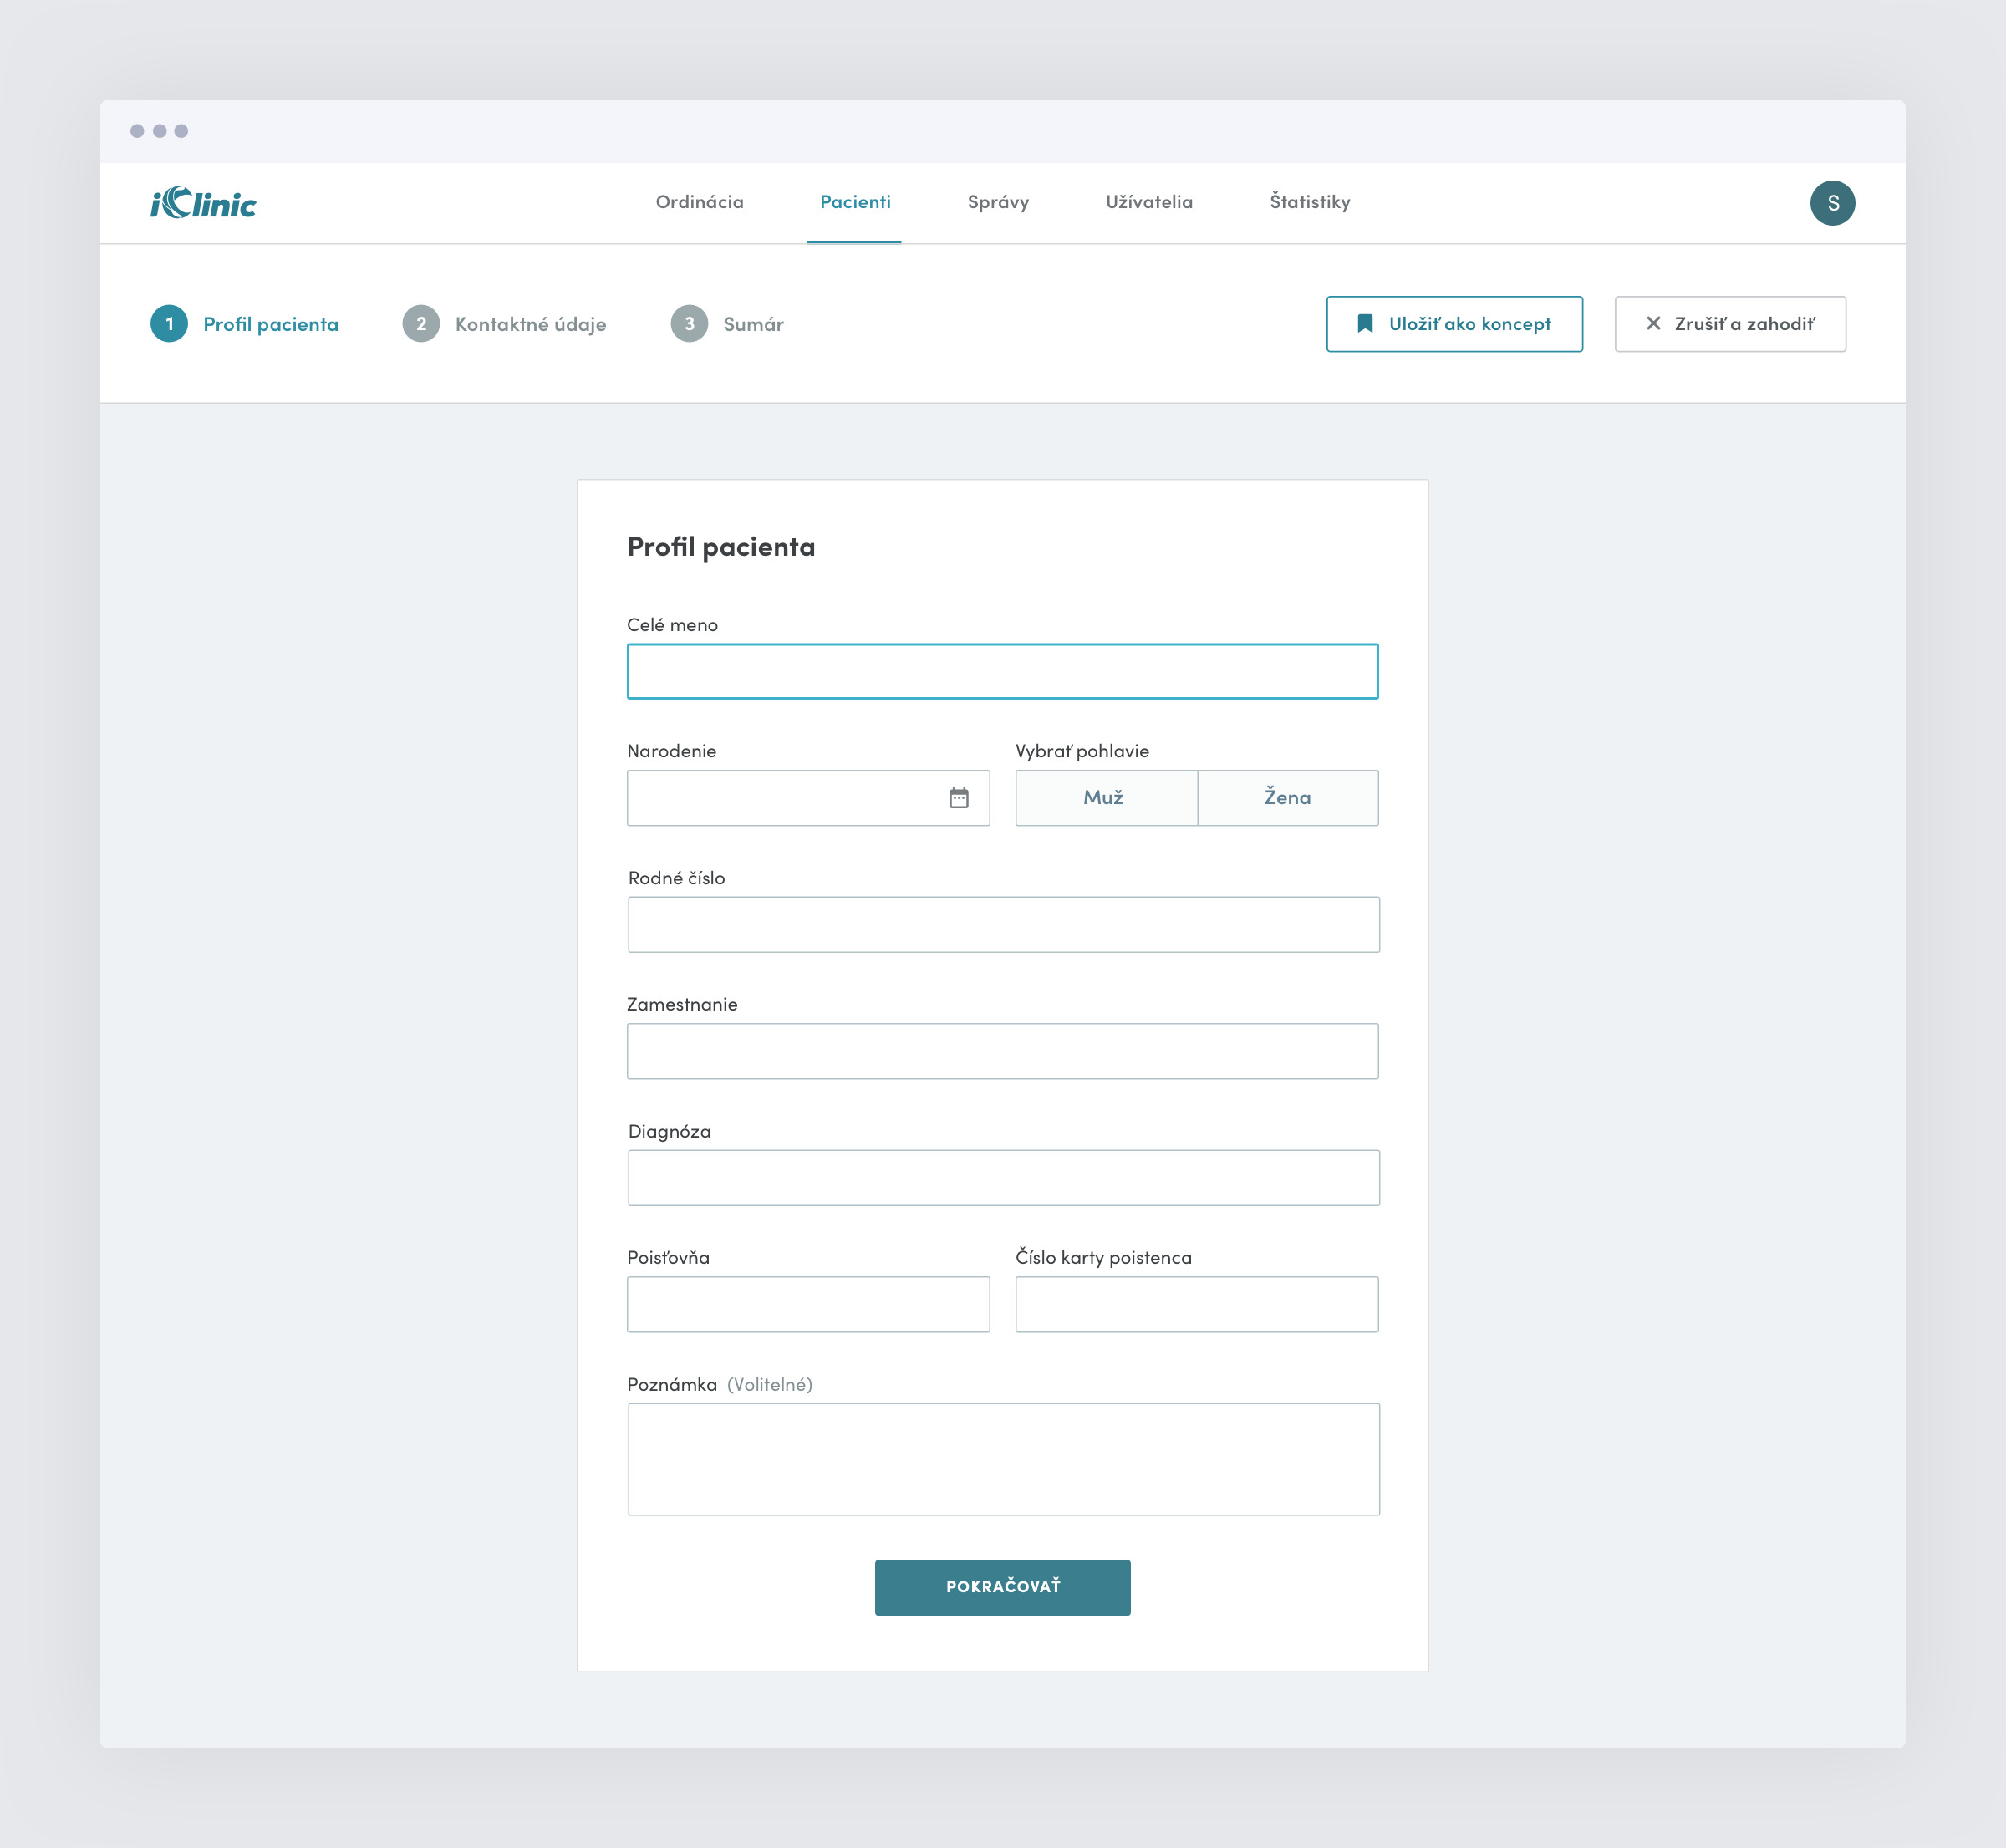 iClinic
Ordinácia Pacienti Správy Užívatelia Štatistiky S
1 Profil pacienta 2 Kontaktné údaje 3 Sumár Uložiť ako koncept Zrušiť a zahodiť
Profil pacienta
Celé meno
Narodenie Vybrať pohlavie
Muž Žena
Rodné číslo
Zamestnanie
Diagnóza
Poisťovňa Číslo karty poistenca
Poznámka (Volitelné)
POKRAČOVAŤ